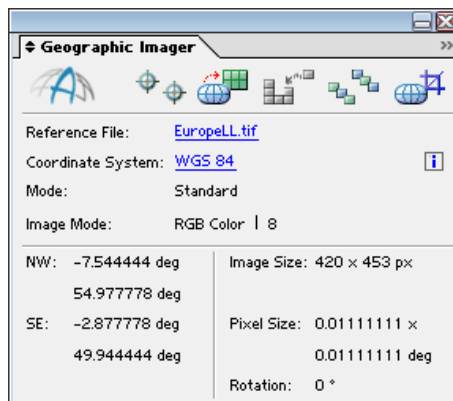 Geographic Imager
Reference File: EuropeLL.tif
Coordinate System: WGS 84
Mode: Standard
Image Mode: RGB Color | 8
NW: -7.544444 deg
54.977778 deg
SE: -2.877778 deg
49.944444 deg
Image Size: 420 x 453 px
Pixel Size: 0.01111111 x
0.01111111 deg
Rotation: 0 °